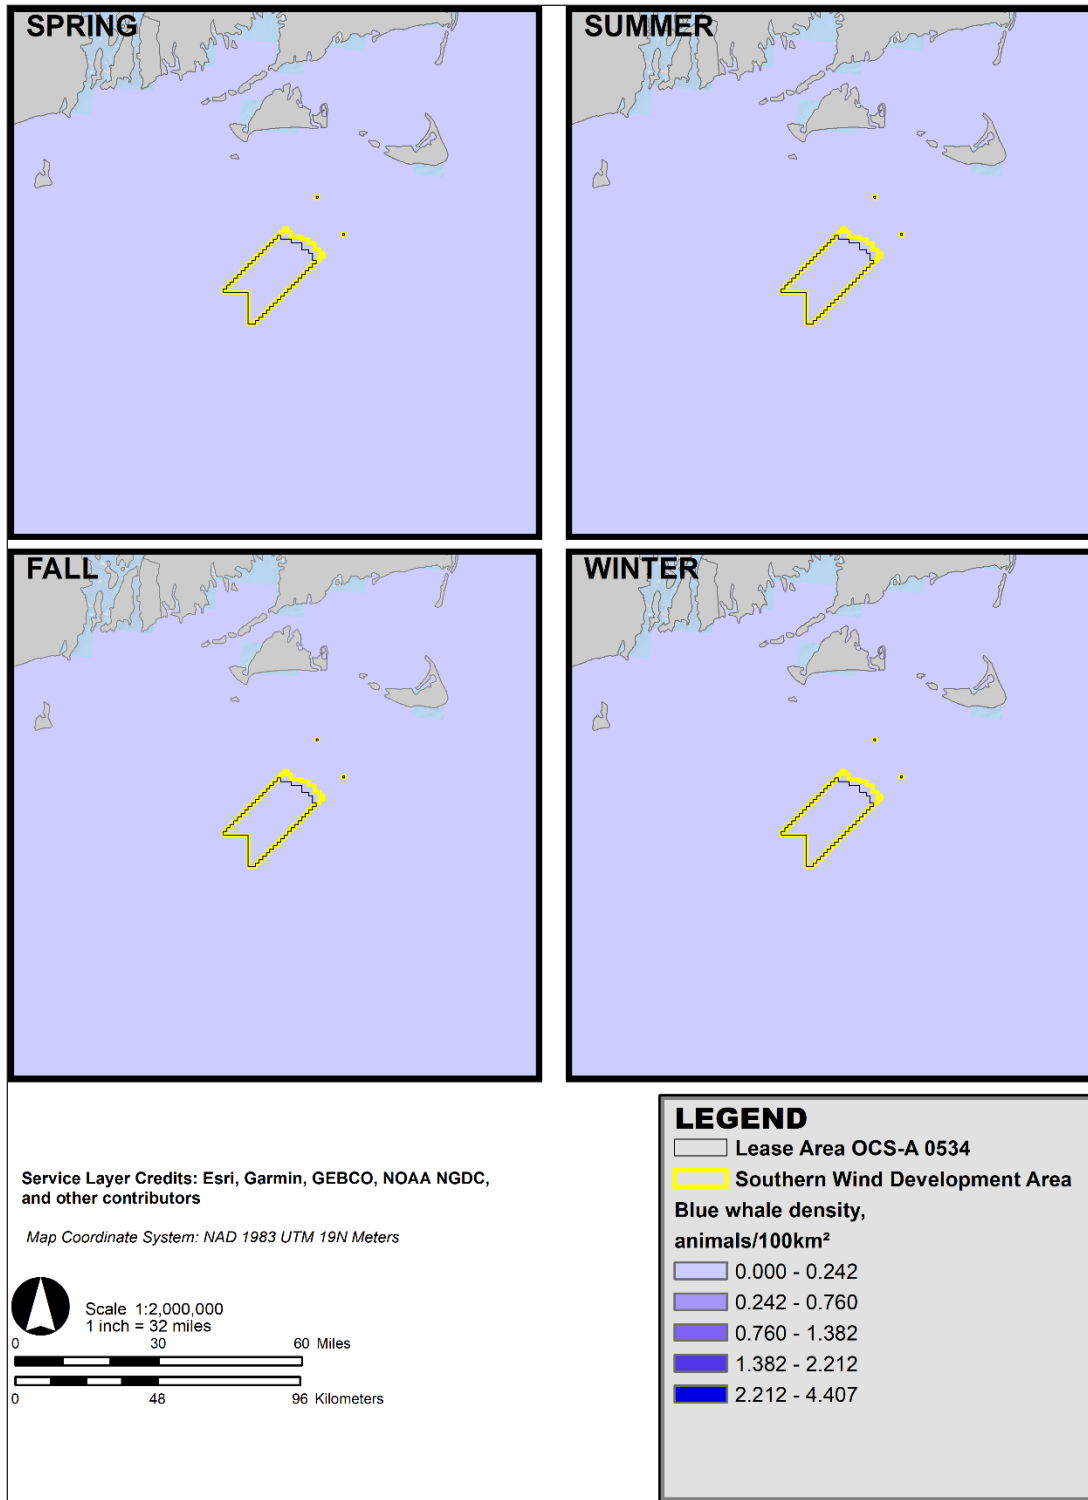 SPRING
SUMMER
FALL
WINTER
Service Layer Credits: Esri, Garmin, GEBCO, NOAA NGDC,
and other contributors
Map Coordinate System: NAD 1983 UTM 19N Meters
Scale 1:2,000,000
1 inch = 32 miles
0 30 60 Miles
0 48 96 Kilometers
LEGEND
Lease Area OCS-A 0534
Southern Wind Development Area
Blue whale density,
animals/100km²
0.000 - 0.242
0.242 - 0.760
0.760 - 1.382
1.382 - 2.212
2.212 - 4.407